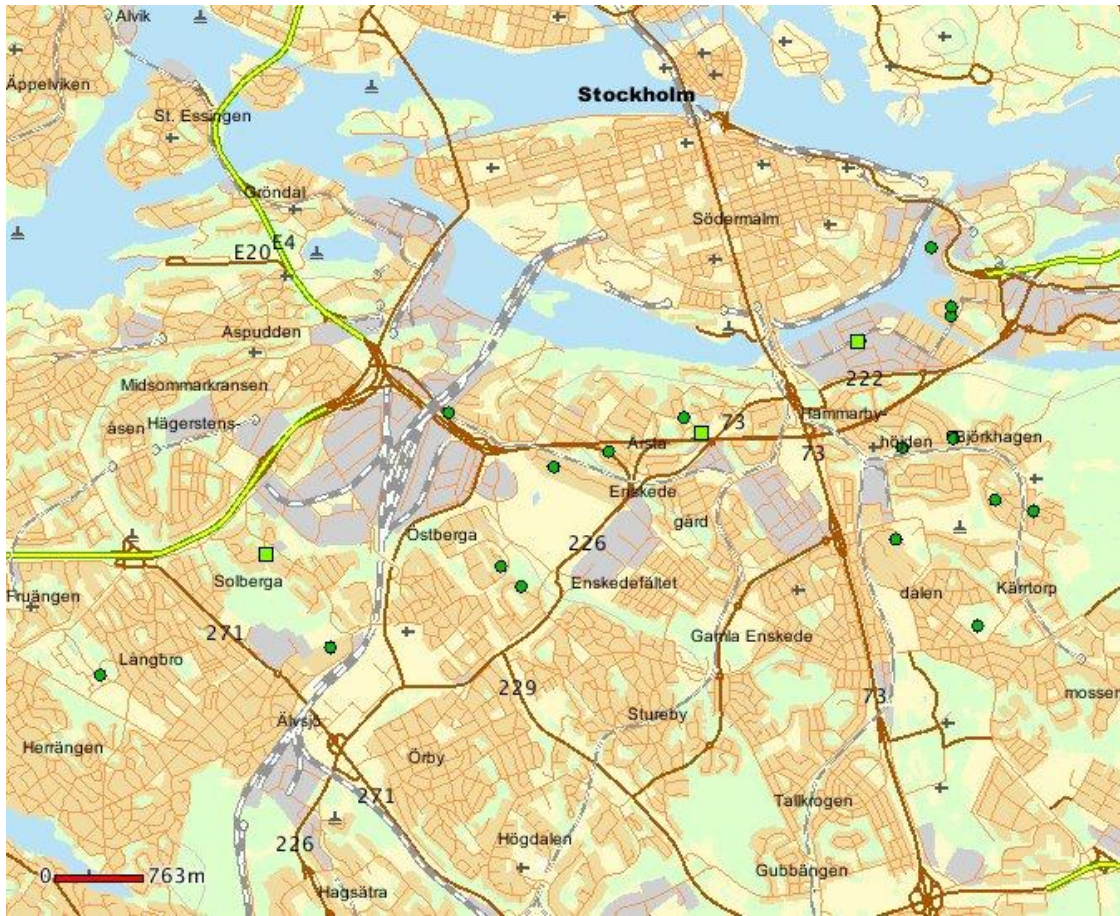 Alvik
Äppelviken
Stockholm
St. Essingen
Gröndal
Södermalm
E4
E20
Aspudden
Midsommarkransen
222
Hägerstens-
åsen
73
Hammarby-
höjden
Björkhagen
Årsta
73
Enskede
gård
Östberga
226
Enskedefältet
Solberga
Fruängen
dalen
Kärrtorp
271
Gamla Enskede
Långbro
229
73
mossen
Stureby
Älvsjö
Herrängen
Örby
271
Tallkrogen
226
Högdalen
Gubbängen
0
763m
Hagsätra